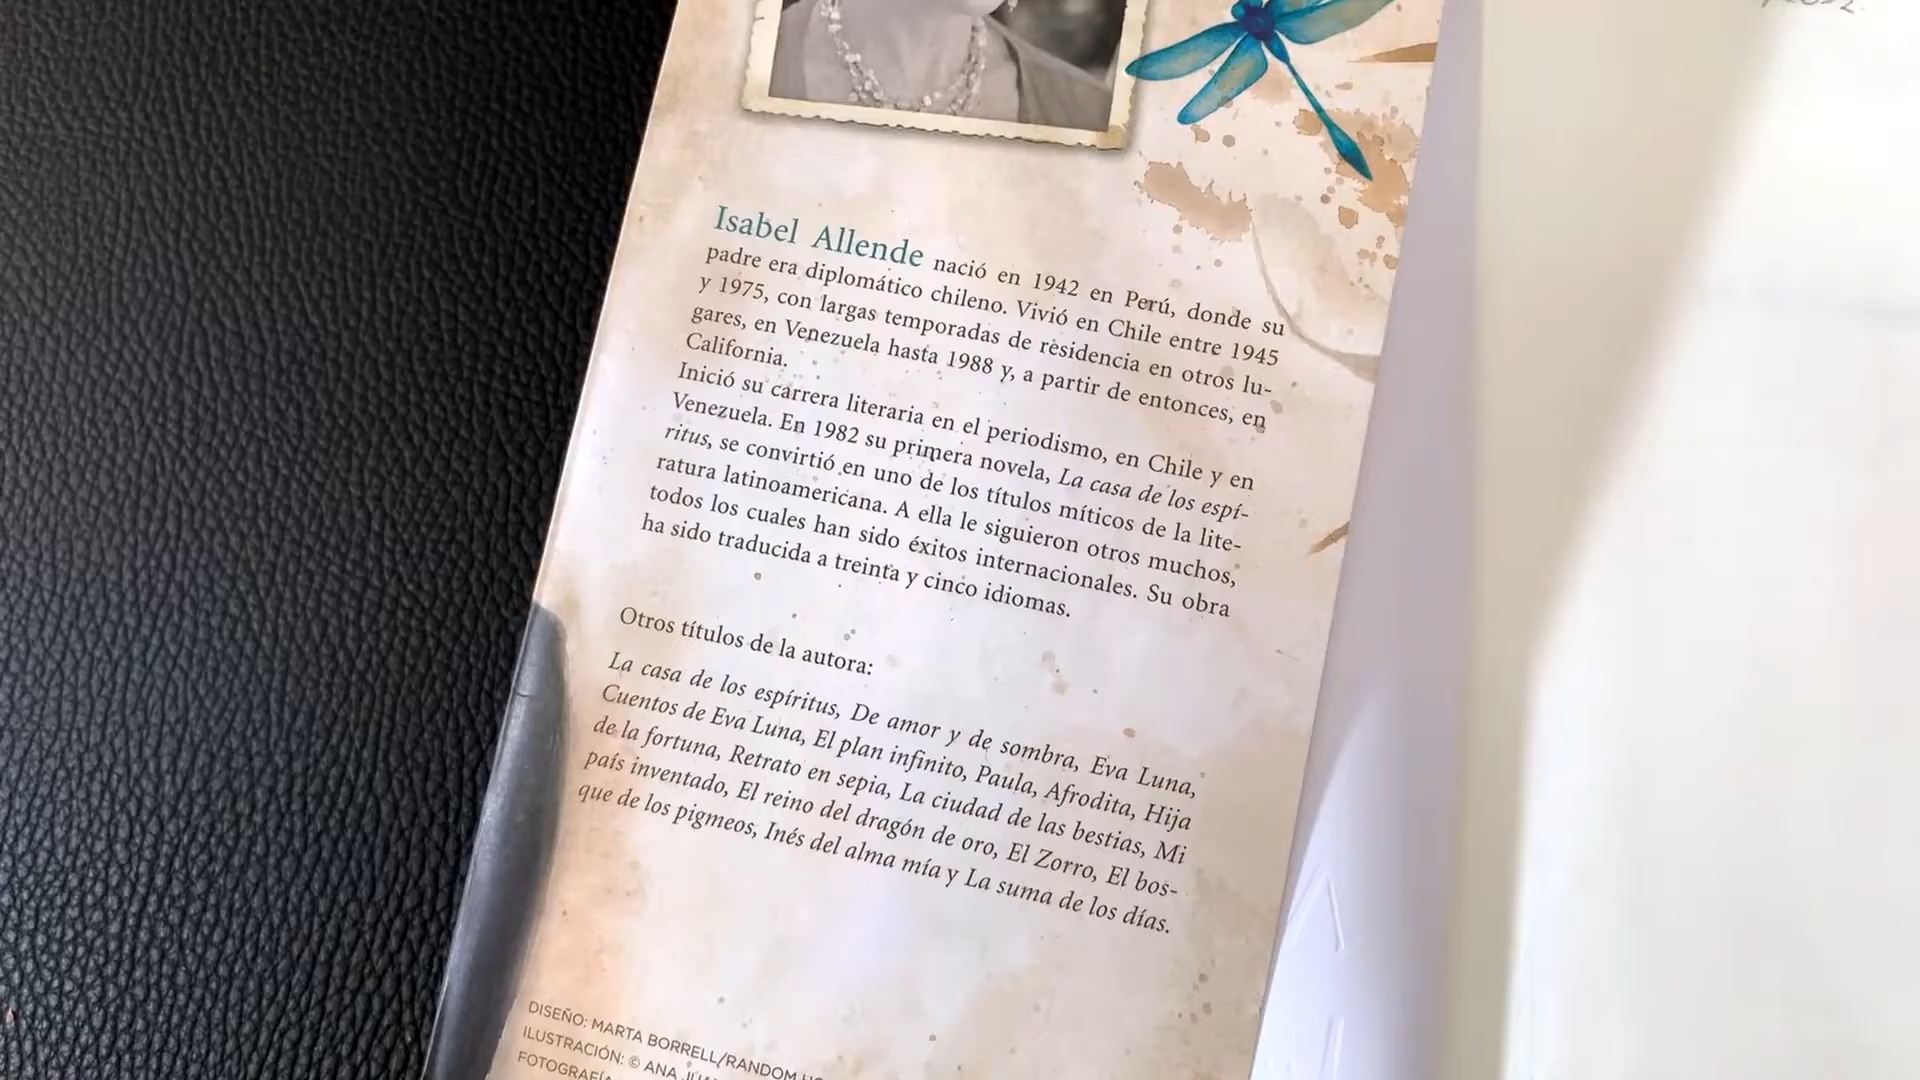 Isabel Allende nació en 1942 en Perú, donde su
padre era diplomático chileno. Vivió en Chile entre 1945
y 1975, con largas temporadas de residencia en otros lu-
gares, en Venezuela hasta 1988 y, a partir de entonces, en
California.
Inició su carrera literaria en el periodismo, en Chile y en
Venezuela. En 1982 su primera novela, La casa de los espí-
ritus, se convirtió en uno de los títulos míticos de la lite-
ratura latinoamericana. A ella le siguieron otros muchos,
todos los cuales han sido éxitos internacionales. Su obra
ha sido traducida a treinta y cinco idiomas.
Otros títulos de la autora:
La casa de los espíritus, De amor y de sombra, Eva Luna,
Cuentos de Eva Luna, El plan infinito, Paula, Afrodita, Hija
de la fortuna, Retrato en sepia, La ciudad de las bestias, Mi
país inventado, El reino del dragón de oro, El Zorro, El bos-
que de los pigmeos, Inés del alma mía y La suma de los días.
DISEÑO: MARTA BORRELL/RANDOM
ILUSTRACIÓN: © ANA
FOTOGRAFÍA